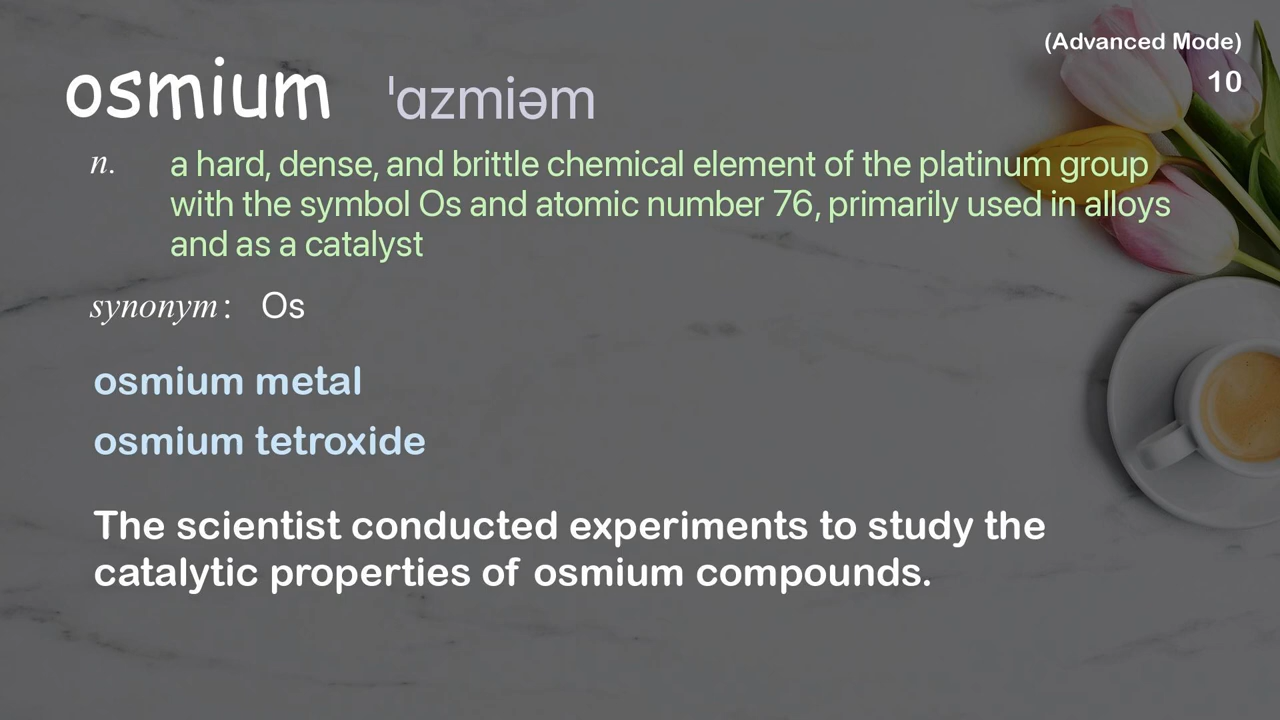 (Advanced Mode)
10
osmium ˈɑzmiəm
n. a hard, dense, and brittle chemical element of the platinum group
with the symbol Os and atomic number 76, primarily used in alloys
and as a catalyst
synonym: Os
osmium metal
osmium tetroxide
The scientist conducted experiments to study the
catalytic properties of osmium compounds.